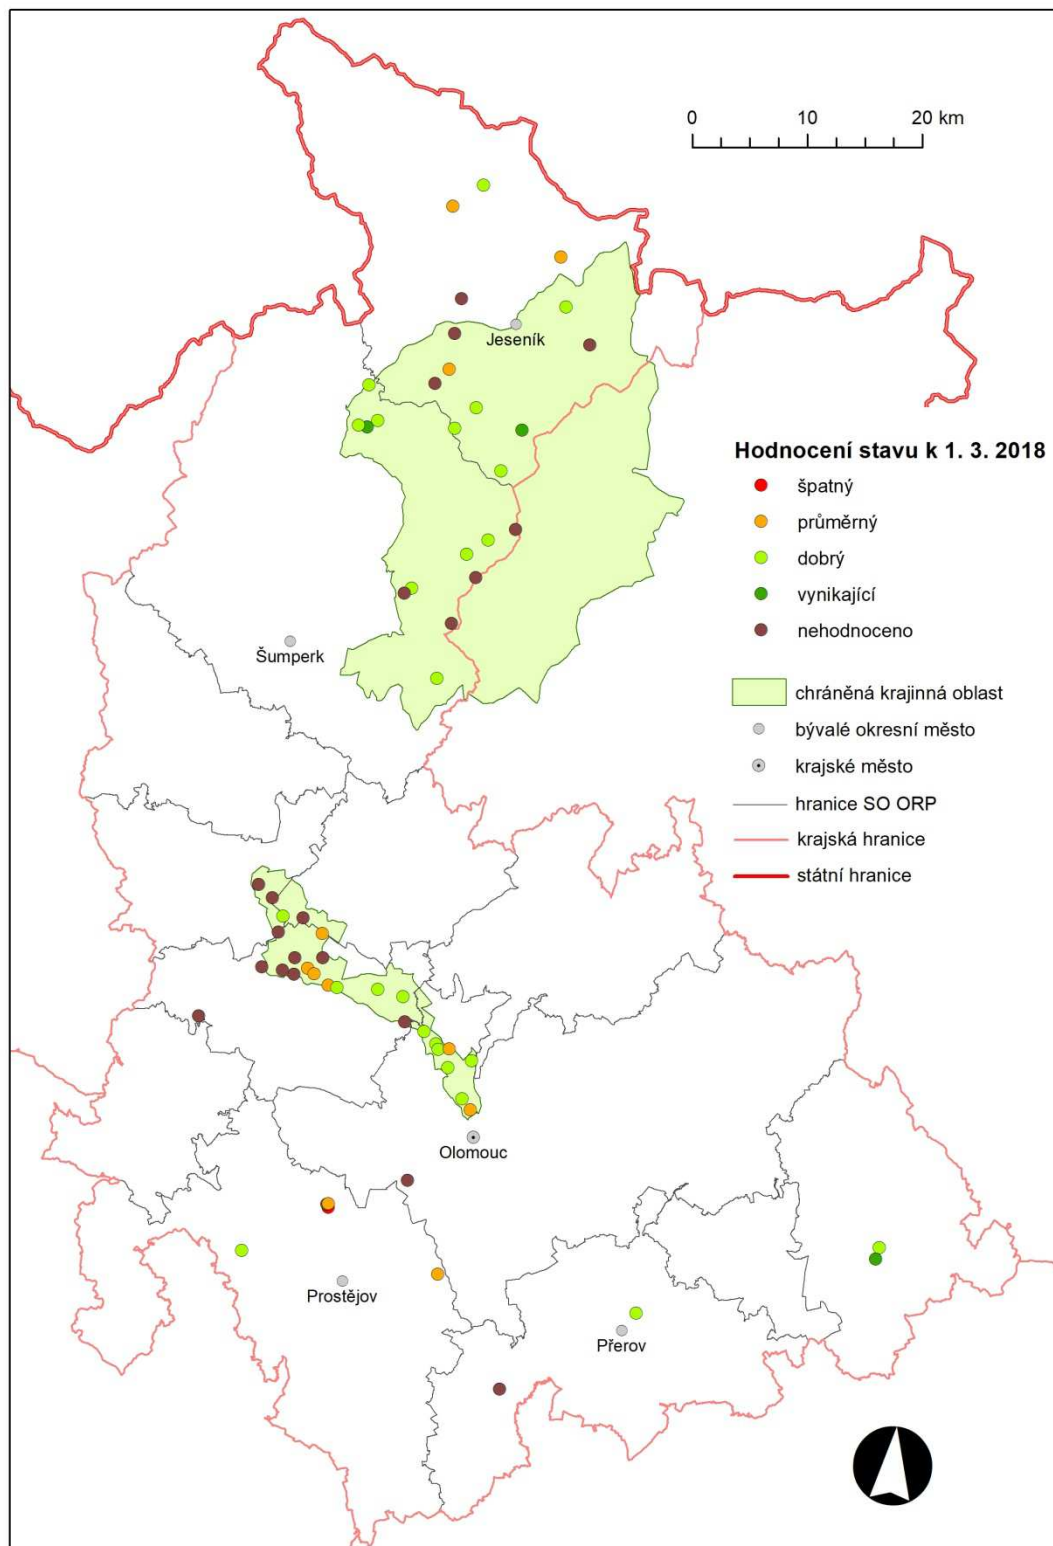 0 10 20 km
Jeseník
Hodnocení stavu k 1. 3. 2018
špatný
průměrný
dobrý
vynikající
nehodnoceno
Šumperk
chráněná krajinná oblast
bývalé okresní město
krajské město
hranice SO ORP
krajská hranice
státní hranice
Olomouc
Prostějov
Přerov